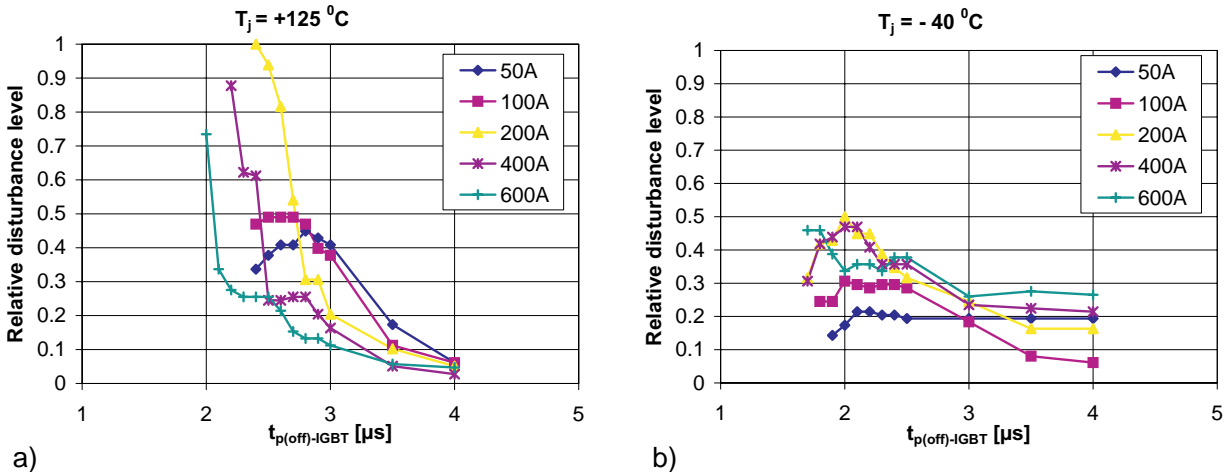 T_j = +125 ⁰C
Relative disturbance level
1
0.9
0.8
0.7
0.6
0.5
0.4
0.3
0.2
0.1
0
1 2 3 4 5
t_p(off)-IGBT [µs]
50A
100A
200A
400A
600A
a)
T_j = - 40 ⁰C
Relative disturbance level
1
0.9
0.8
0.7
0.6
0.5
0.4
0.3
0.2
0.1
0
1 2 3 4 5
t_p(off)-IGBT [µs]
50A
100A
200A
400A
600A
b)